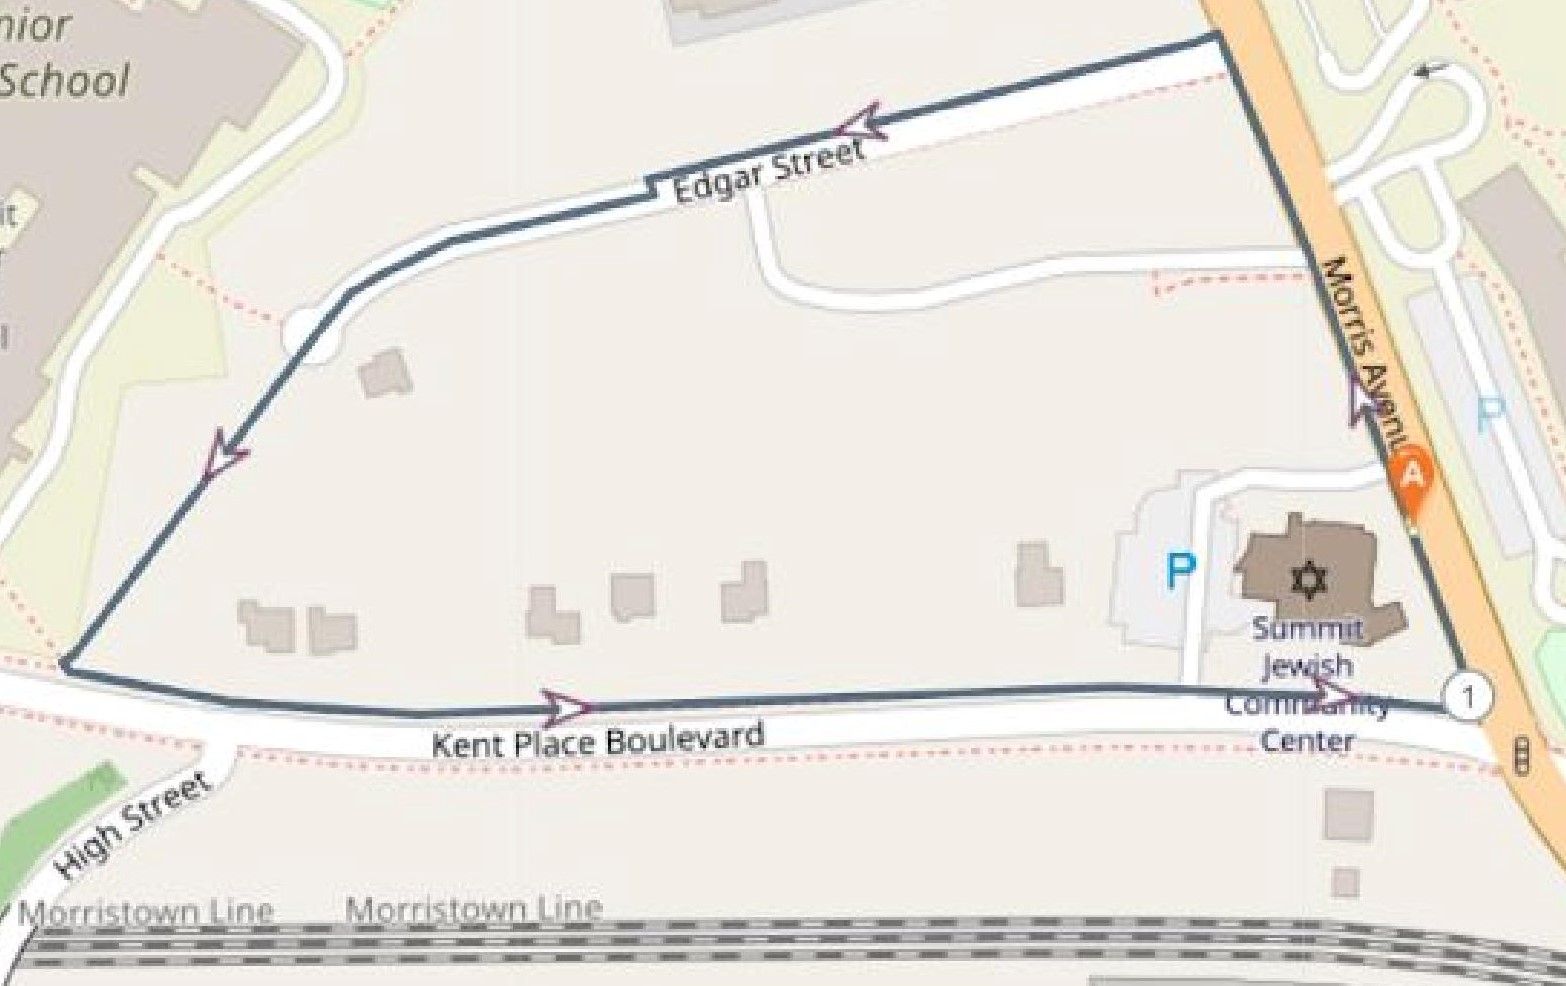 nior
School
it
r
l
Edgar Street
Morris Avenu
A
P
P
Summit
Jewish
Community
Center
1
Kent Place Boulevard
High Street
Morristown Line
Morristown Line